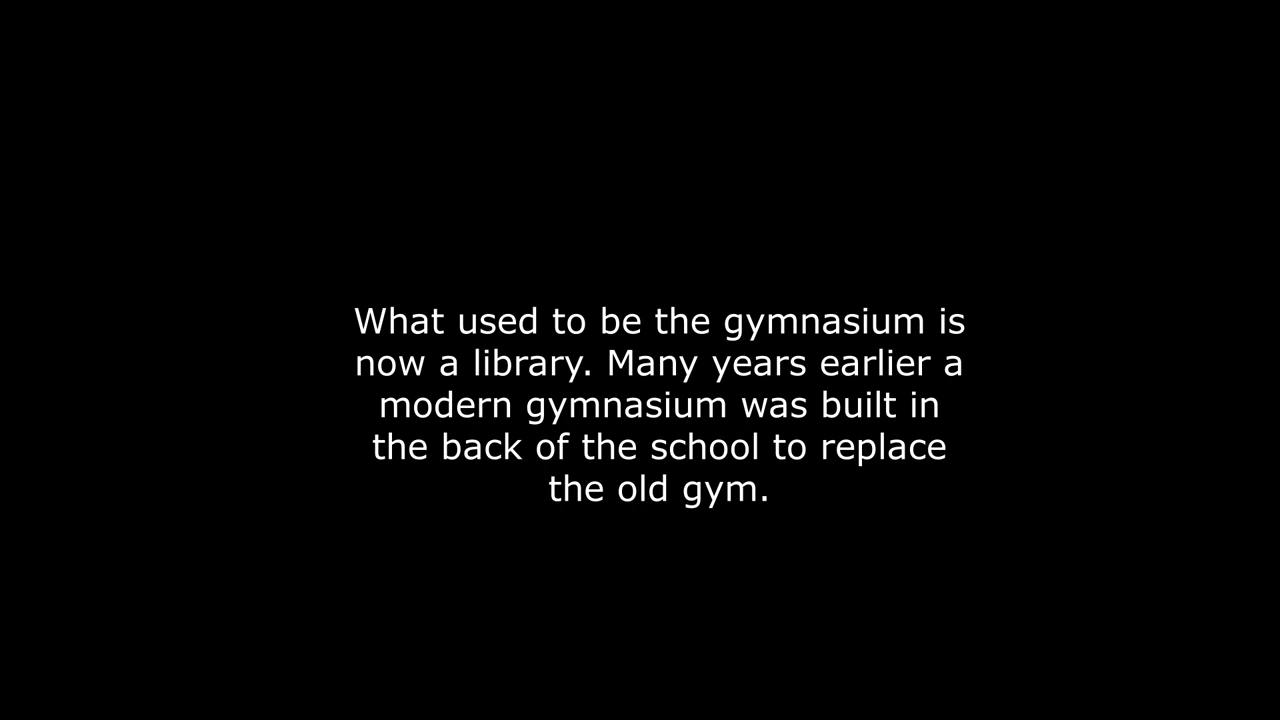 What used to be the gymnasium is
now a library. Many years earlier a
modern gymnasium was built in
the back of the school to replace
the old gym.